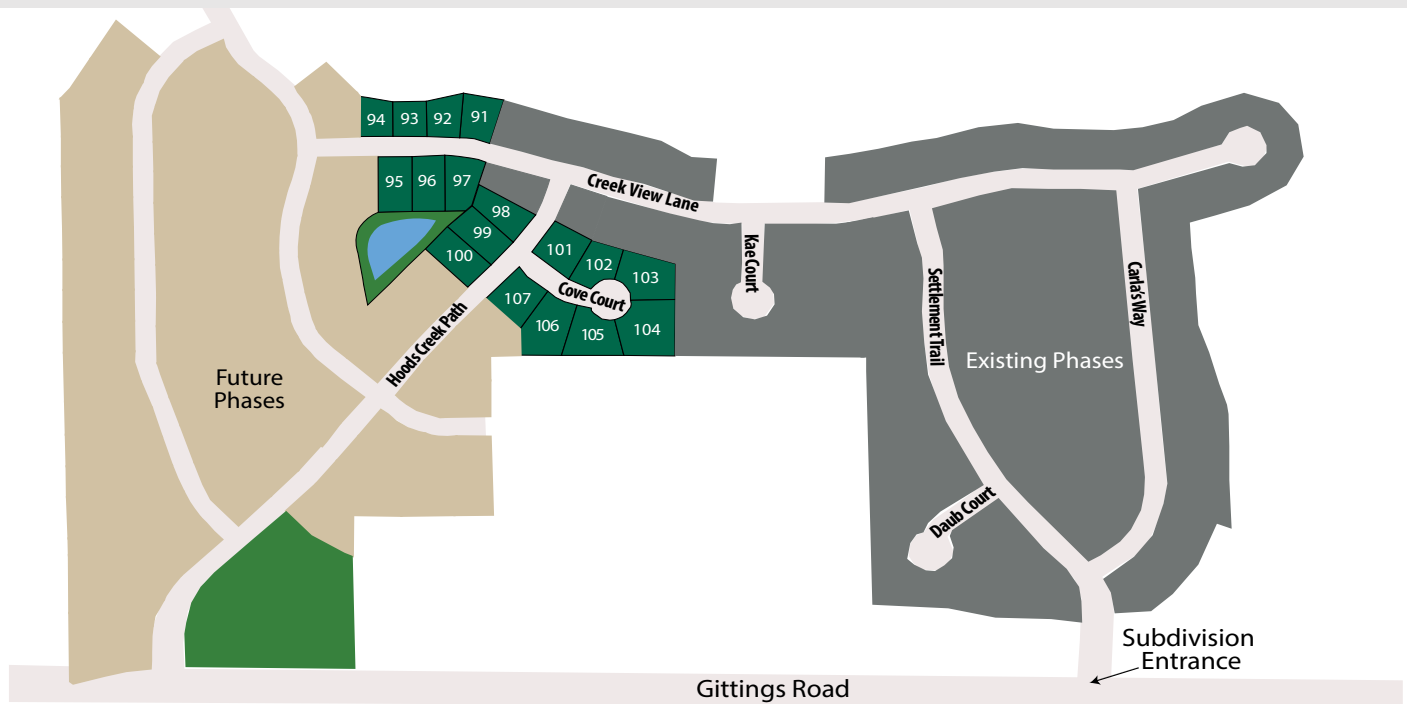 94
93
92
91
95
96
97
98
99
100
101
102
103
104
105
106
107
Creek View Lane
Kae Court
Cove Court
Hoods Creek Path
Settlement Trail
Carla's Way
Existing Phases
Future
Phases
Daub Court
Subdivision
Entrance
Gittings Road